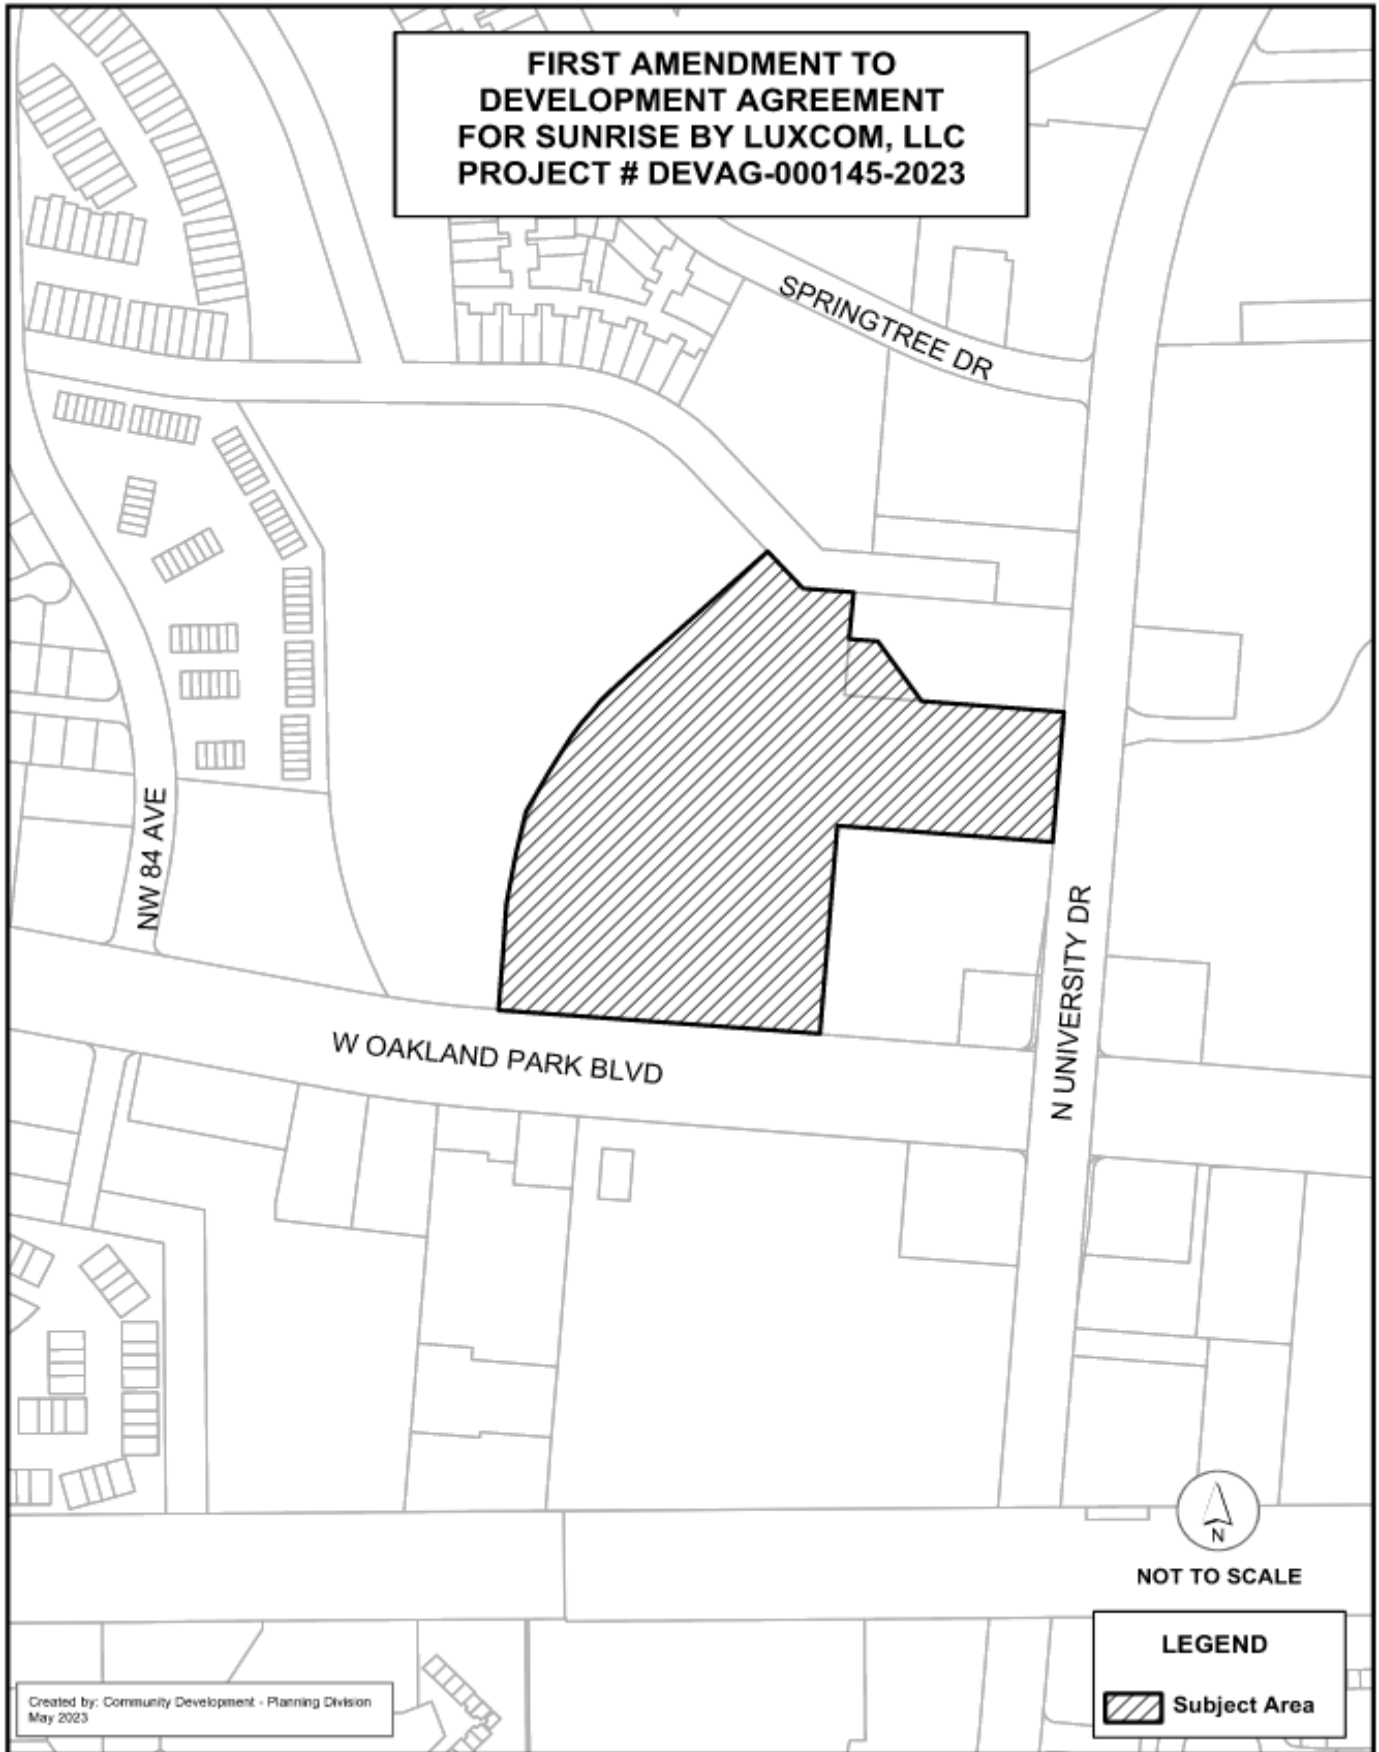 FIRST AMENDMENT TO
DEVELOPMENT AGREEMENT
FOR SUNRISE BY LUXCOM, LLC
PROJECT # DEVAG-000145-2023
SPRINGTREE DR
NW 84 AVE
N UNIVERSITY DR
W OAKLAND PARK BLVD
N
NOT TO SCALE
LEGEND
Subject Area
Created by: Community Development - Planning Division
May 2023